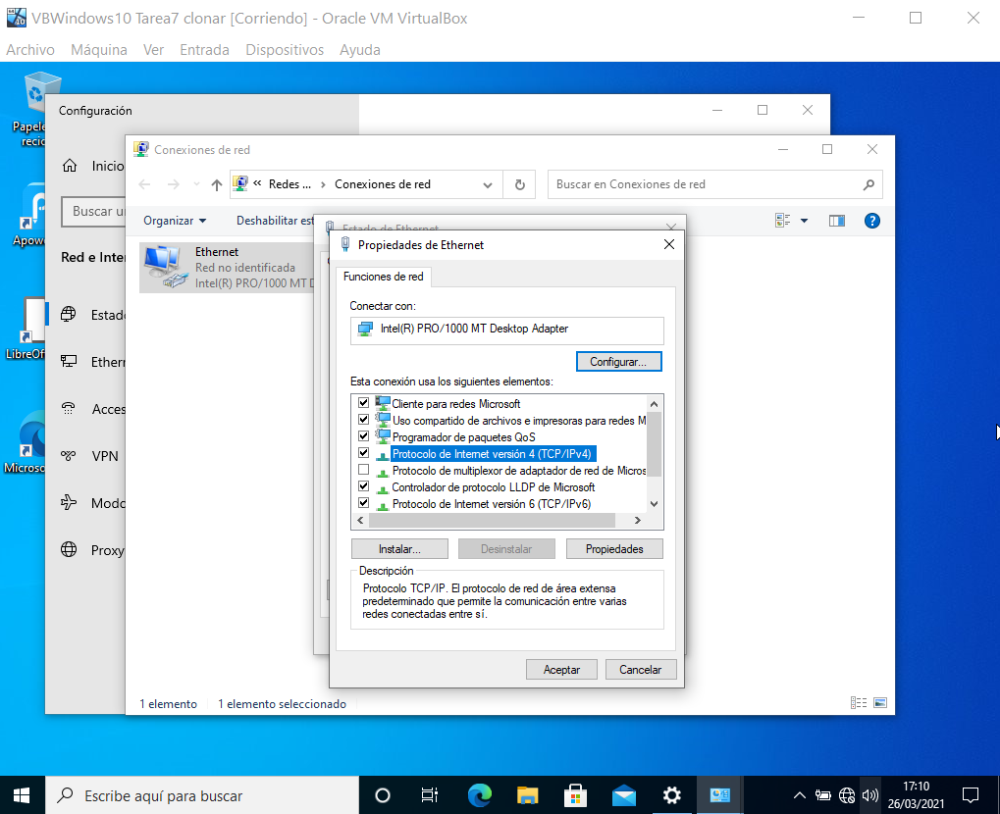 VBWindows10 Tarea7 clonar [Corriendo] - Oracle VM VirtualBox
Archivo Máquina Ver Entrada Dispositivos Ayuda
Papele
recic
Apowe
LibreOf
Microso
Configuración
Inicio
Buscar un
Red e Inter
Estado
Ethern
Acces
VPN
Modo
Proxy
Conexiones de red
« Redes ... › Conexiones de red
Buscar en Conexiones de red
Organizar
Deshabilitar est
Ethernet
Red no identificada
Intel(R) PRO/1000 MT D
Estado de Ethernet
Propiedades de Ethernet
Funciones de red
Conectar con:
Intel(R) PRO/1000 MT Desktop Adapter
Configurar...
Esta conexión usa los siguientes elementos:
Cliente para redes Microsoft
Uso compartido de archivos e impresoras para redes M
Programador de paquetes QoS
Protocolo de Internet versión 4 (TCP/IPv4)
Protocolo de multiplexor de adaptador de red de Micros
Controlador de protocolo LLDP de Microsoft
Protocolo de Internet versión 6 (TCP/IPv6)
Instalar... Desinstalar Propiedades
Descripción
Protocolo TCP/IP. El protocolo de red de área extensa
predeterminado que permite la comunicación entre varias
redes conectadas entre sí.
Aceptar Cancelar
1 elemento 1 elemento seleccionado
Escribe aquí para buscar
17:10
26/03/2021